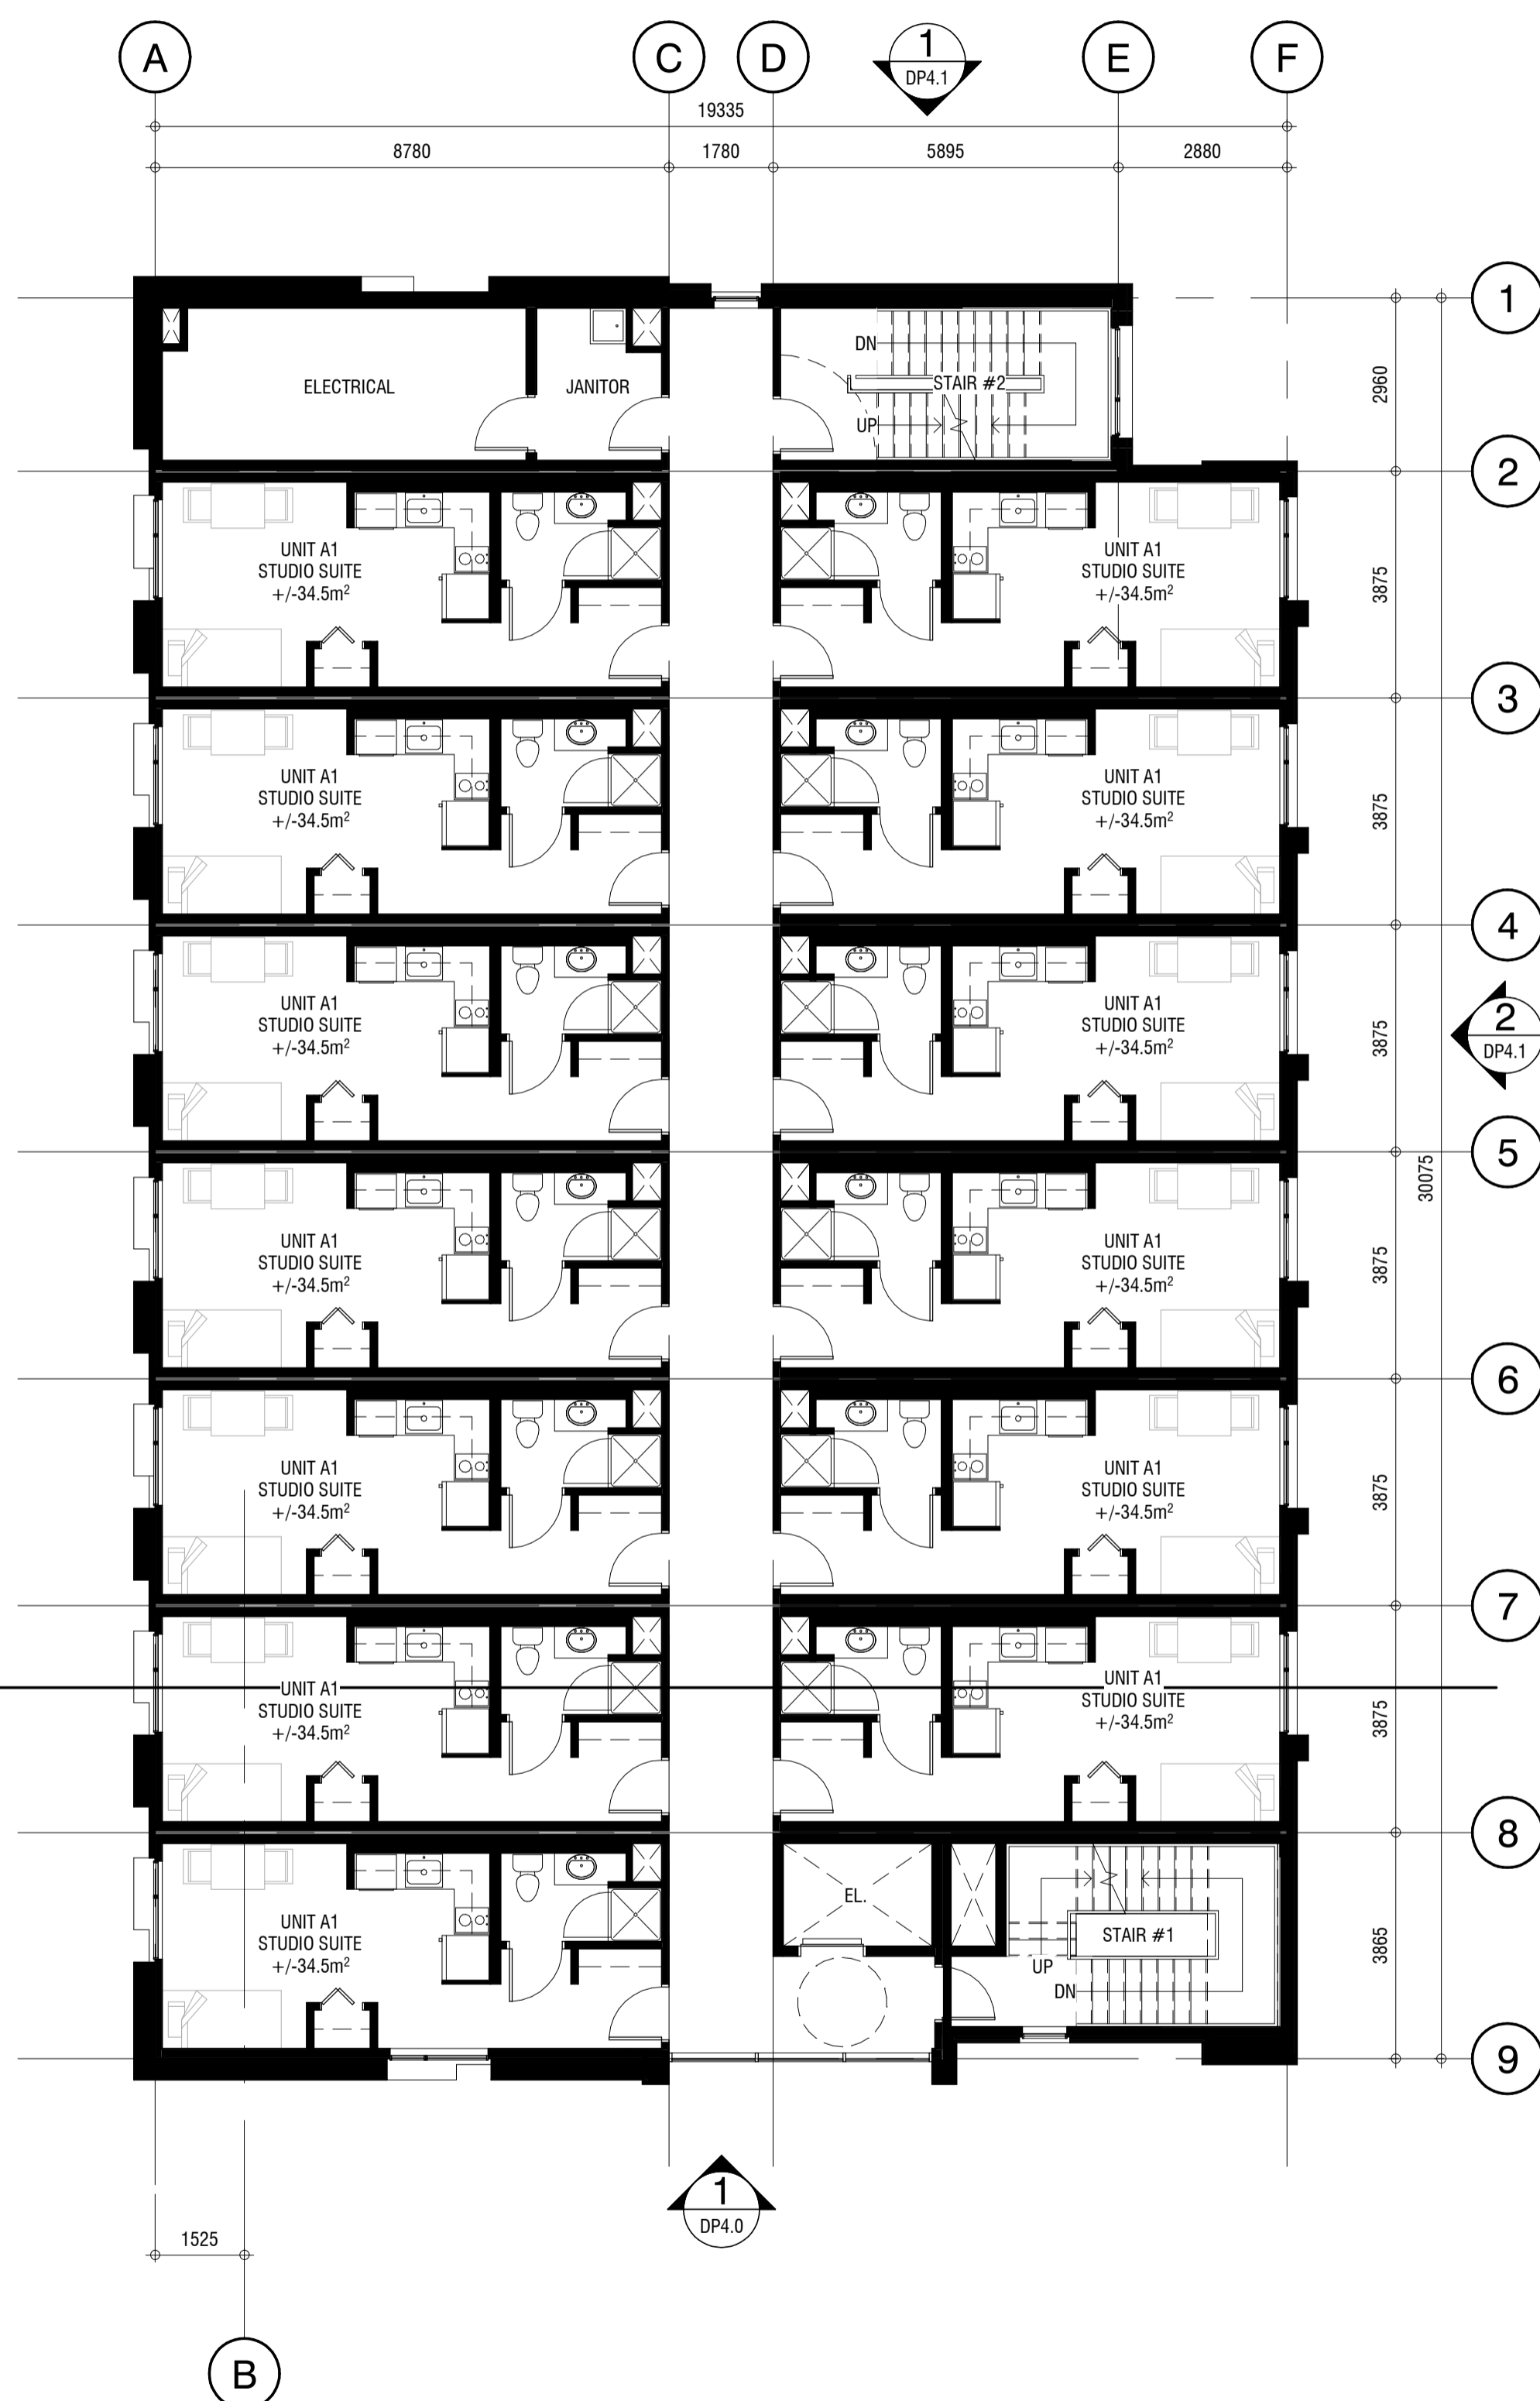 A
C
D
E
F
1
DP4.1
19335
8780
1780
5895
2880
1
DN
STAIR #2
UP
ELECTRICAL
JANITOR
2960
2
UNIT A1
STUDIO SUITE
+/-34.5m²
UNIT A1
STUDIO SUITE
+/-34.5m²
3875
3
UNIT A1
STUDIO SUITE
+/-34.5m²
UNIT A1
STUDIO SUITE
+/-34.5m²
3875
4
UNIT A1
STUDIO SUITE
+/-34.5m²
UNIT A1
STUDIO SUITE
+/-34.5m²
3875
2
DP4.1
5
30075
UNIT A1
STUDIO SUITE
+/-34.5m²
UNIT A1
STUDIO SUITE
+/-34.5m²
3875
6
UNIT A1
STUDIO SUITE
+/-34.5m²
UNIT A1
STUDIO SUITE
+/-34.5m²
3875
7
UNIT A1
STUDIO SUITE
+/-34.5m²
UNIT A1
STUDIO SUITE
+/-34.5m²
3875
8
UNIT A1
STUDIO SUITE
+/-34.5m²
EL.
STAIR #1
UP
DN
3865
9
1
DP4.0
1525
B